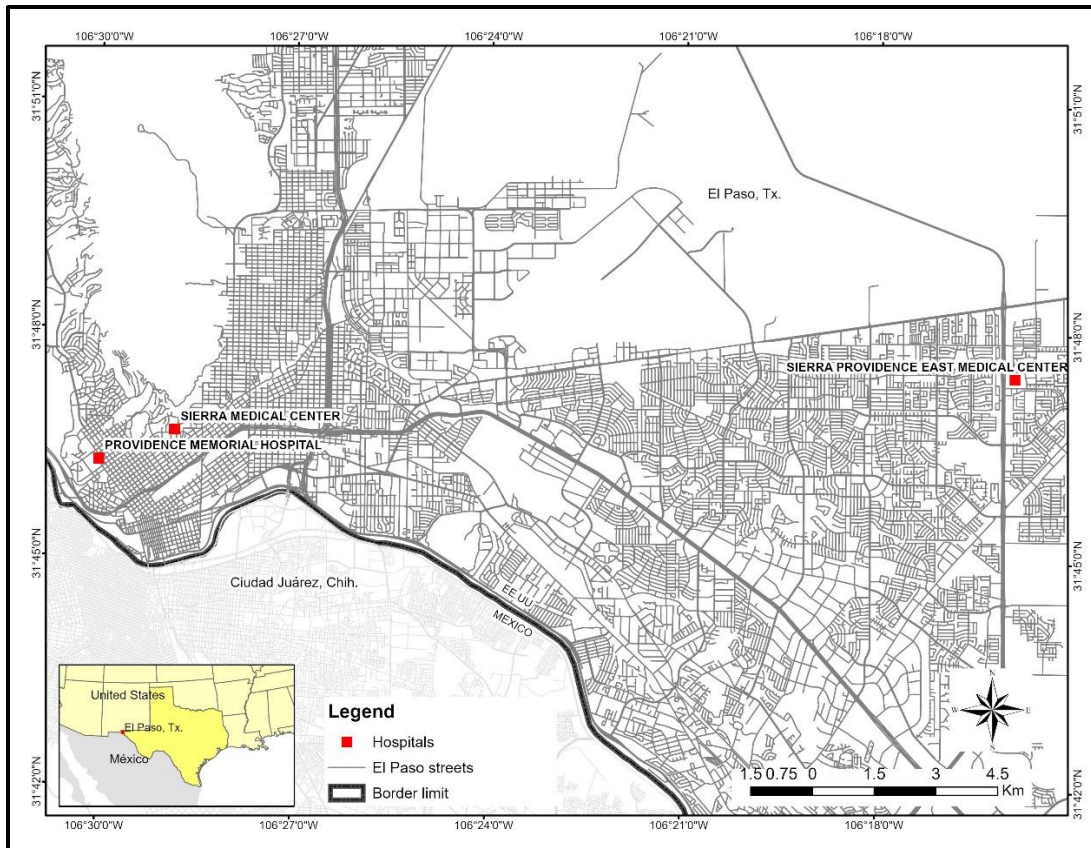 106°30'0"W 106°27'0"W 106°24'0"W 106°21'0"W 106°18'0"W
31°51'0"N
31°51'0"N
El Paso, Tx.
31°48'0"N
31°48'0"N
SIERRA PROVIDENCE EAST MEDICAL CENTER
SIERRA MEDICAL CENTER
PROVIDENCE MEMORIAL HOSPITAL
31°45'0"N
31°45'0"N
Ciudad Juárez, Chih.
EE.UU
MÉXICO
United States
El Paso, Tx.
México
Legend
Hospitals
El Paso streets
Border limit
N
W E
S
1.5 0.75 0 1.5 3 4.5
Km
31°42'0"N
31°42'0"N
106°30'0"W 106°27'0"W 106°24'0"W 106°21'0"W 106°18'0"W